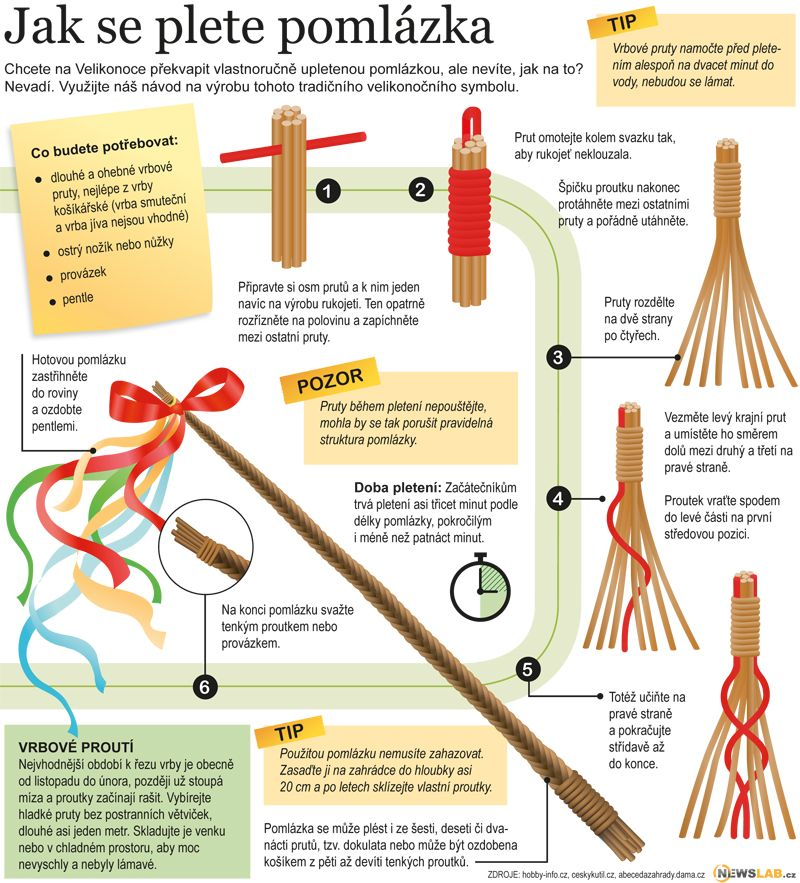 Jak se plete pomlázka
Chcete na Velikonoce překvapit vlastnoručně upletenou pomlázkou, ale nevíte, jak na to?
Nevadí. Využijte náš návod na výrobu tohoto tradičního velikonočního symbolu.
TIP
Vrbové pruty namočte před plete-
ním alespoň na dvacet minut do
vody, nebudou se lámat.
Co budete potřebovat:
• dlouhé a ohebné vrbové
pruty, nejlépe z vrby
košíkářské (vrba smuteční
a vrba jíva nejsou vhodné)
• ostrý nožík nebo nůžky
• provázek
• pentle
1
Připravte si osm prutů a k nim jeden
navíc na výrobu rukojeti. Ten opatrně
rozřízněte na polovinu a zapíchněte
mezi ostatní pruty.
2
Prut omotejte kolem svazku tak,
aby rukojeť neklouzala.
Špičku proutku nakonec
protáhněte mezi ostatními
pruty a pořádně utáhněte.
3
Pruty rozdělte
na dvě strany
po čtyřech.
4
Vezměte levý krajní prut
a umístěte ho směrem
dolů mezi druhý a třetí na
pravé straně.
Proutek vraťte spodem
do levé části na první
středovou pozici.
5
Totéž učiňte na
pravé straně
a pokračujte
střídavě až
do konce.
POZOR
Pruty během pletení nepouštějte,
mohla by se tak porušit pravidelná
struktura pomlázky.
Doba pletení: Začátečníkům
trvá pletení asi třicet minut podle
délky pomlázky, pokročilým
i méně než patnáct minut.
6
Na konci pomlázku svažte
tenkým proutkem nebo
provázkem.
Hotovou pomlázku
zastřihněte
do roviny
a ozdobte
pentlemi.
VRBOVÉ PROUTÍ
Nejvhodnější období k řezu vrby je obecně
od listopadu do února, později už stoupá
míza a proutky začínají rašit. Vybírejte
hladké pruty bez postranních větviček,
dlouhé asi jeden metr. Skladujte je venku
nebo v chladném prostoru, aby moc
nevyschly a nebyly lámavé.
TIP
Použitou pomlázku nemusíte zahazovat.
Zasaďte ji na zahrádce do hloubky asi
20 cm a po letech sklízejte vlastní proutky.
Pomlázka se může plést i ze šesti, deseti či dva-
nácti prutů, tzv. dokulata nebo může být ozdobena
košíkem z pěti až devíti tenkých proutků.
ZDROJE: hobby-info.cz, ceskykutil.cz, abecedazahrady.dama.cz
NEWSLAB.cz